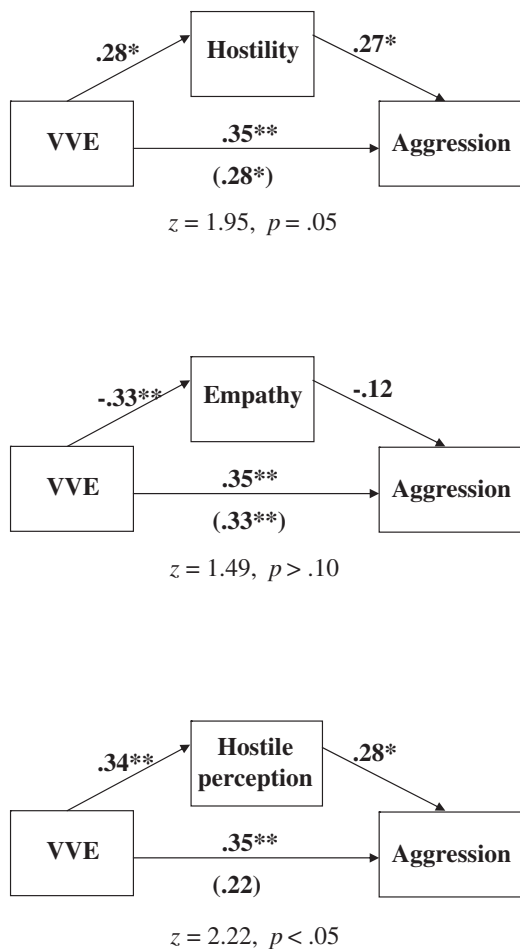 .28*
Hostility
.27*
VVE
.35**
Aggression
(.28*)
z = 1.95, p = .05
-.33**
Empathy
-.12
VVE
.35**
Aggression
(.33**)
z = 1.49, p > .10
.34**
Hostile
perception
.28*
VVE
.35**
Aggression
(.22)
z = 2.22, p < .05